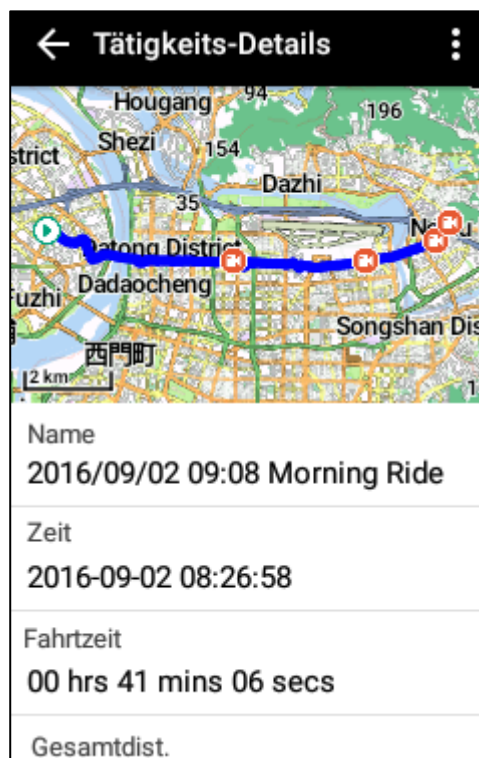 Tätigkeits-Details
Hougang
94
196
Shezi
strict
154
Dazhi
35
Datong District
Dadaocheng
uzhi
Songshan Dis
西門町
2 km
1
Name
2016/09/02 09:08 Morning Ride
Zeit
2016-09-02 08:26:58
Fahrtzeit
00 hrs 41 mins 06 secs
Gesamtdist.